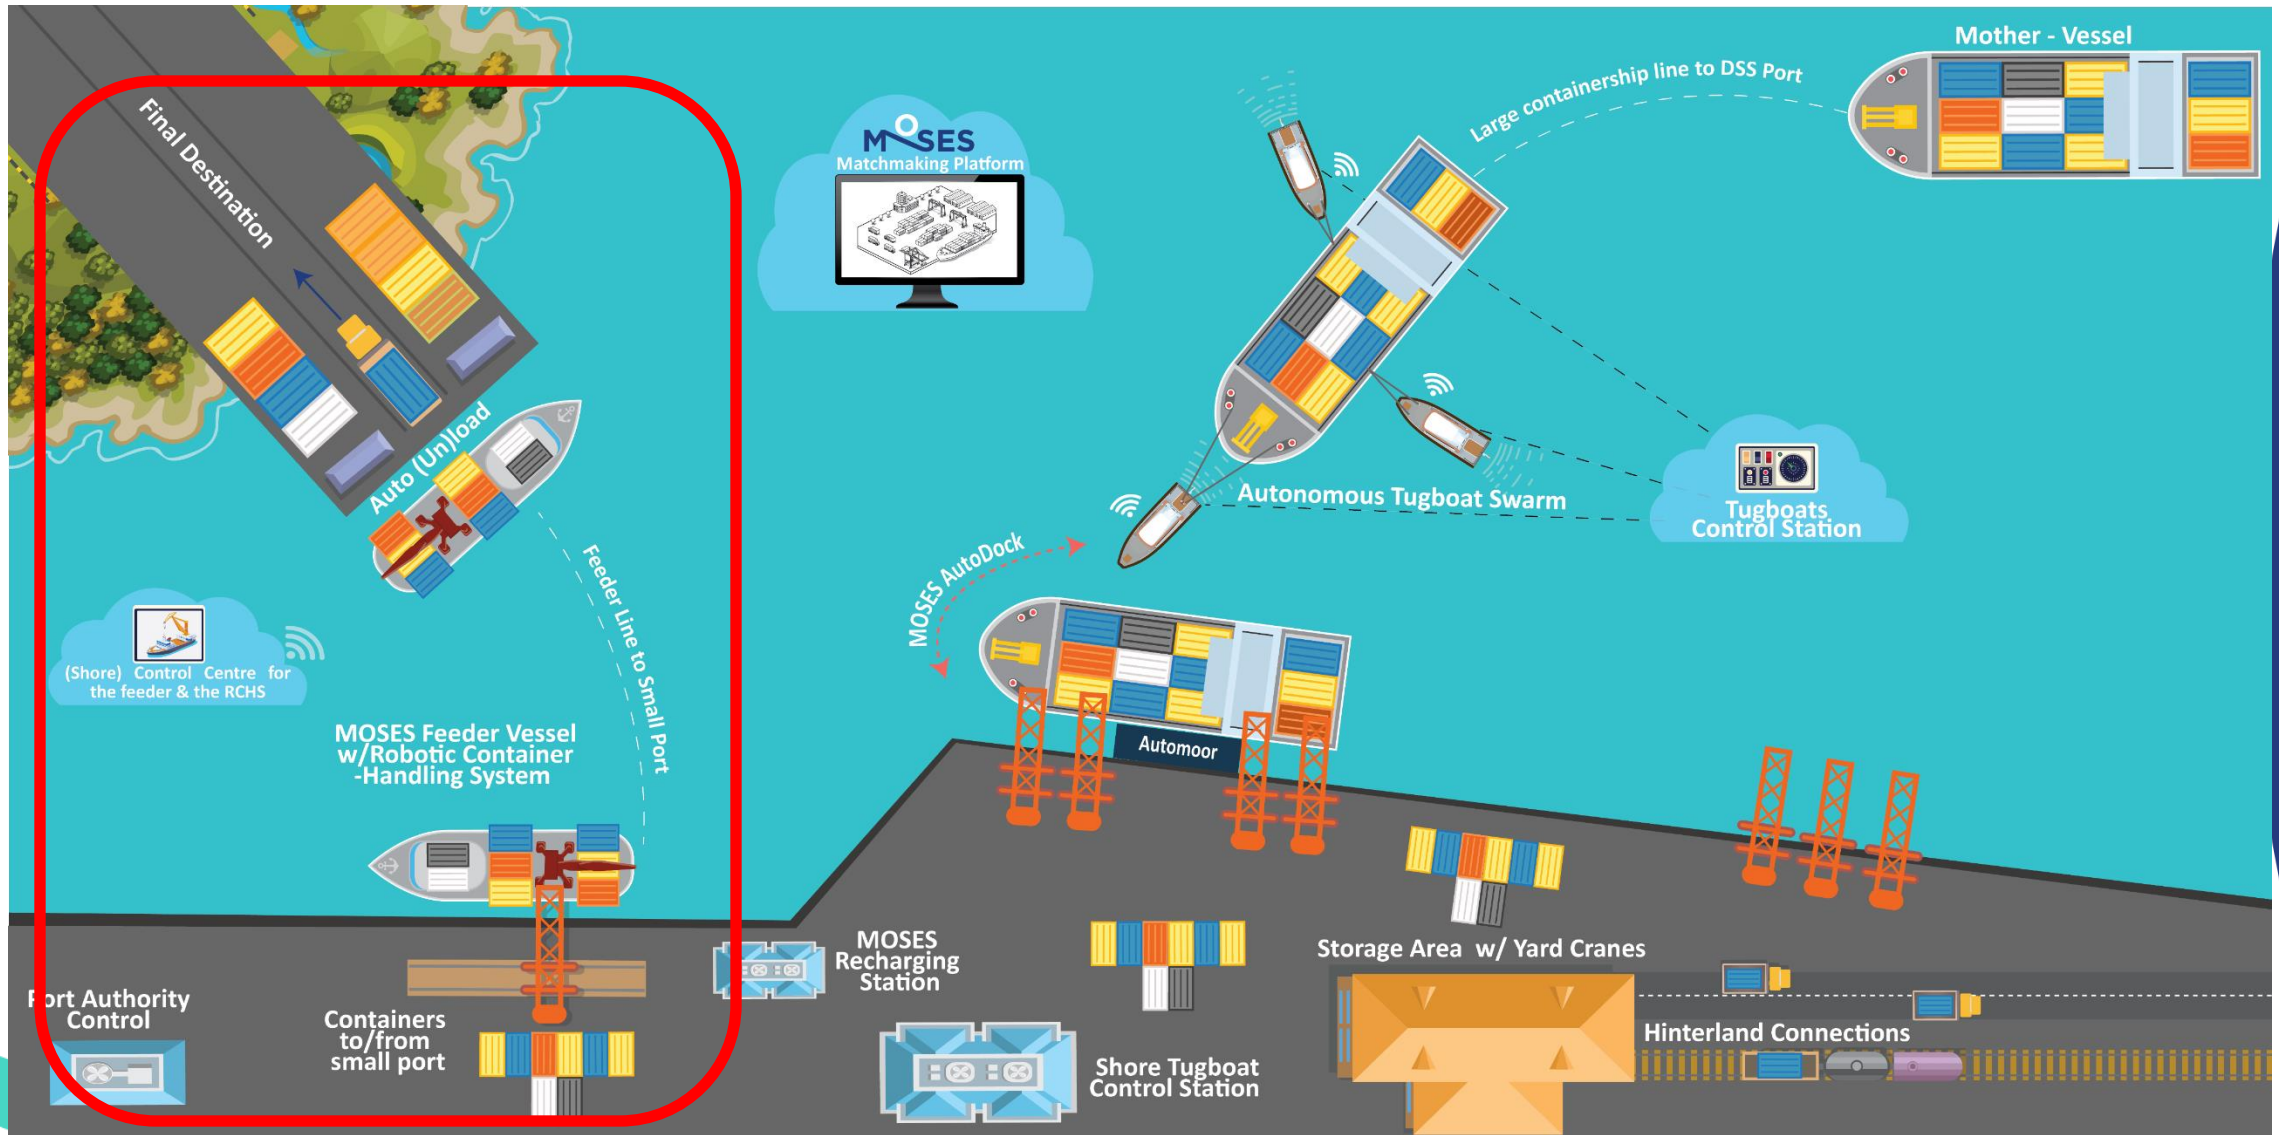 Mother - Vessel
Large containership line to DSS Port
Final Destination
MOSES
Matchmaking Platform
Auto (Un)load
Autonomous Tugboat Swarm
Tugboats
Control Station
MOSES AutoDock
Feeder Line to Small Port
(Shore) Control Centre for
the feeder & the RCHS
MOSES Feeder Vessel
w/Robotic Container
-Handling System
Automoor
MOSES
Recharging
Station
Storage Area w/ Yard Cranes
Port Authority
Control
Containers
to/from
small port
Hinterland Connections
Shore Tugboat
Control Station